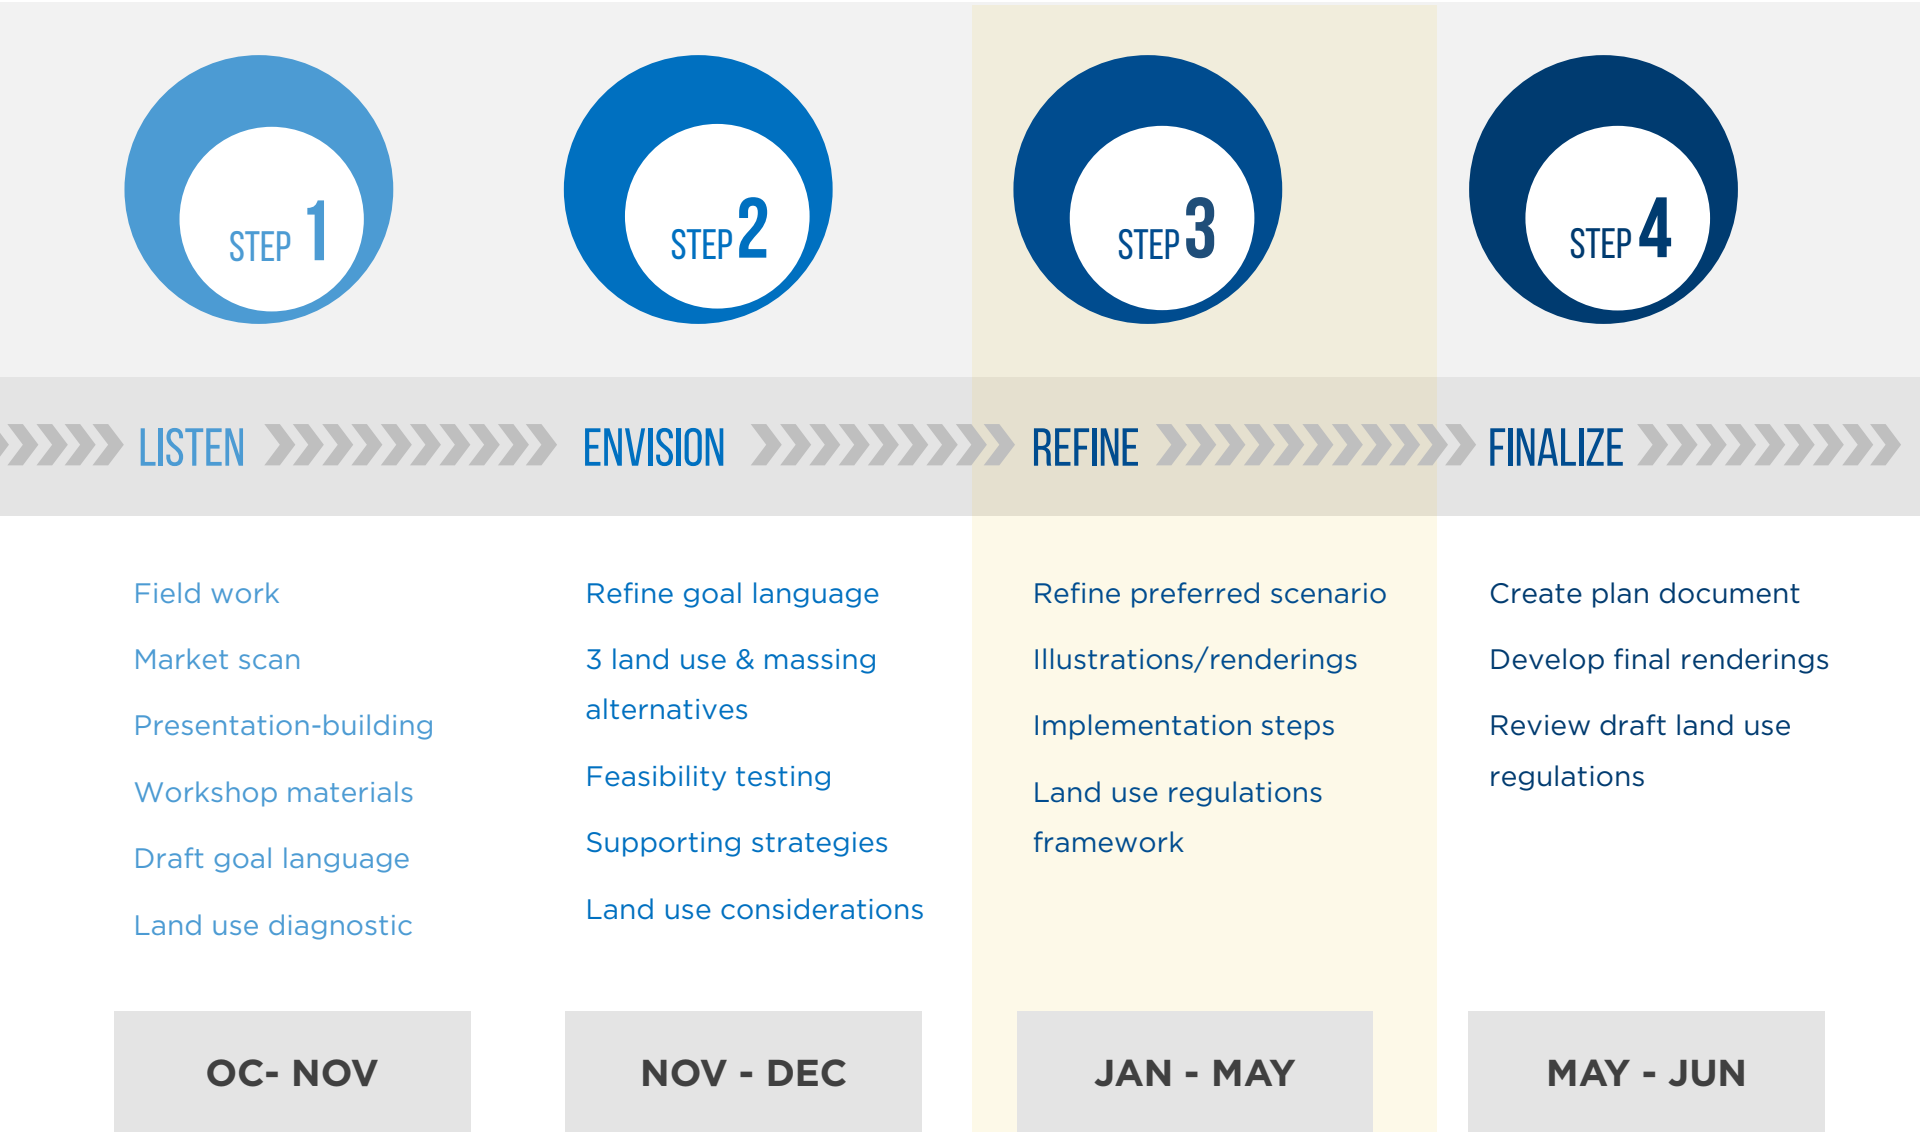 STEP 1
STEP 2
STEP 3
STEP 4
LISTEN
ENVISION
REFINE
FINALIZE
Field work
Market scan
Presentation-building
Workshop materials
Draft goal language
Land use diagnostic
Refine goal language
3 land use & massing
alternatives
Feasibility testing
Supporting strategies
Land use considerations
Refine preferred scenario
Illustrations/renderings
Implementation steps
Land use regulations
framework
Create plan document
Develop final renderings
Review draft land use
regulations
OC- NOV
NOV - DEC
JAN - MAY
MAY - JUN